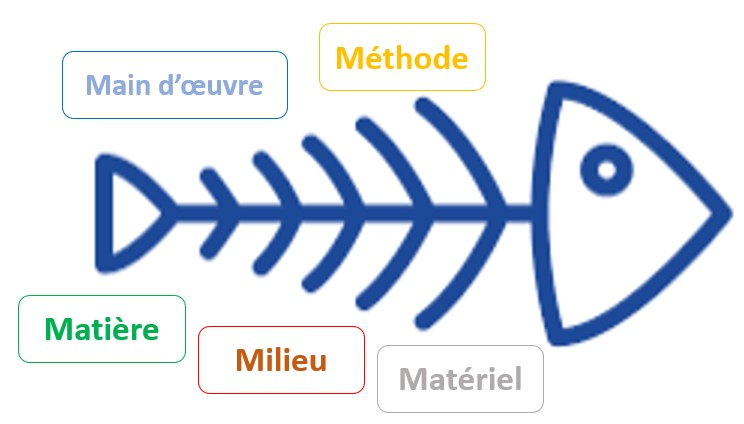 Méthode
Main d’œuvre
Matière
Milieu
Matériel